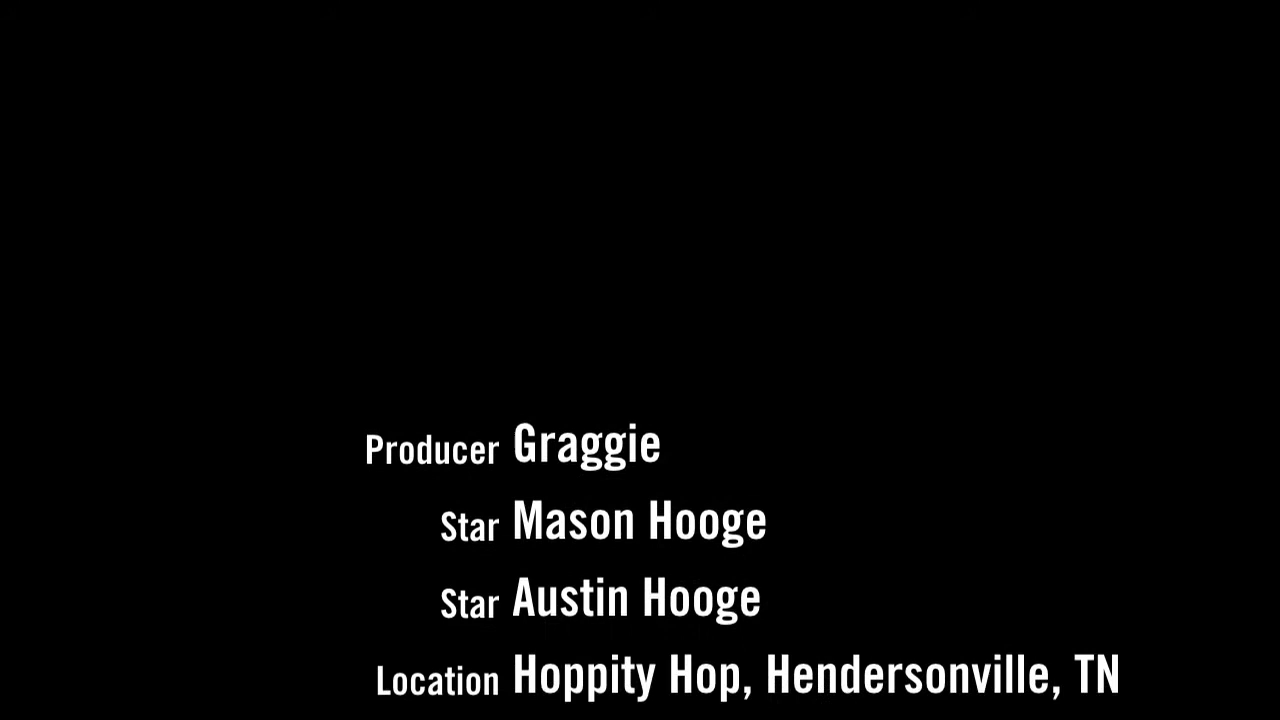 Producer Graggie
Star Mason Hooge
Star Austin Hooge
Location Hoppity Hop, Hendersonville, TN